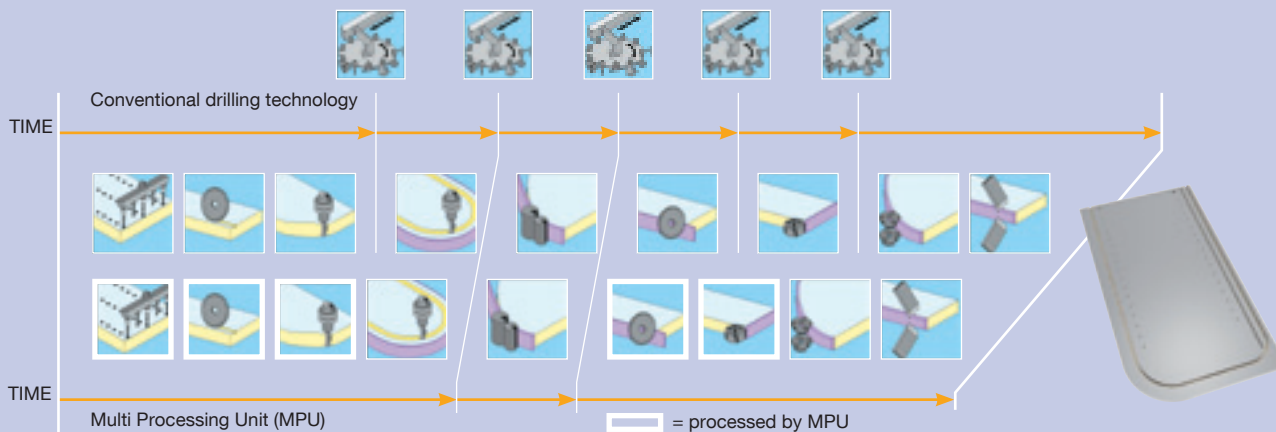 Conventional drilling technology
TIME
TIME
Multi Processing Unit (MPU)
= processed by MPU